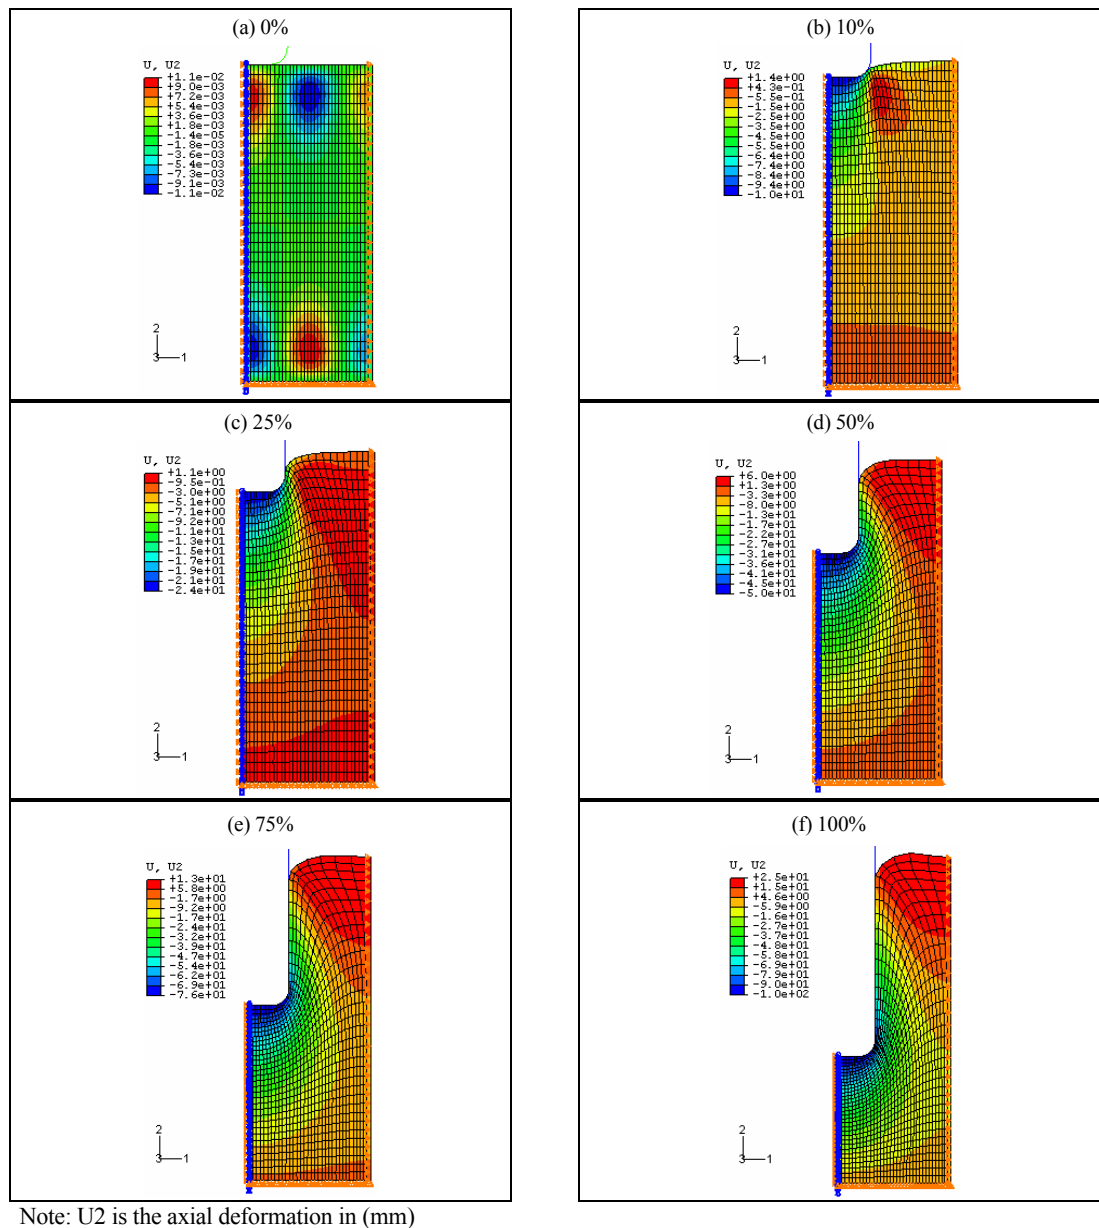 (a) 0%
U, U2
+1.1e-02
+9.0e-03
+7.2e-03
+5.4e-03
+3.6e-03
+1.8e-03
-1.4e-05
-1.8e-03
-3.6e-03
-5.4e-03
-7.3e-03
-9.1e-03
-1.1e-02
2
3
1
(b) 10%
U, U2
+1.4e+00
+4.3e-01
-5.5e-01
-1.5e+00
-2.5e+00
-3.5e+00
-4.5e+00
-5.5e+00
-6.4e+00
-7.4e+00
-8.4e+00
-9.4e+00
-1.0e+01
2
3
1
(c) 25%
U, U2
+1.1e+00
-9.5e-01
-3.0e+00
-5.1e+00
-7.1e+00
-9.2e+00
-1.1e+01
-1.3e+01
-1.5e+01
-1.7e+01
-1.9e+01
-2.1e+01
-2.4e+01
2
3
1
(d) 50%
U, U2
+6.0e+00
+1.3e+00
-3.3e+00
-8.0e+00
-1.3e+01
-1.7e+01
-2.2e+01
-2.7e+01
-3.1e+01
-3.6e+01
-4.1e+01
-4.5e+01
-5.0e+01
2
3
1
(e) 75%
U, U2
+1.3e+01
+5.8e+00
-1.7e+00
-9.2e+00
-1.7e+01
-2.4e+01
-3.2e+01
-3.9e+01
-4.7e+01
-5.4e+01
-6.2e+01
-6.9e+01
-7.6e+01
2
3
1
(f) 100%
U, U2
+2.5e+01
+1.5e+01
+4.6e+00
-5.9e+00
-1.6e+01
-2.7e+01
-3.7e+01
-4.8e+01
-5.8e+01
-6.9e+01
-7.9e+01
-9.0e+01
-1.0e+02
2
3
1
Note: U2 is the axial deformation in (mm)